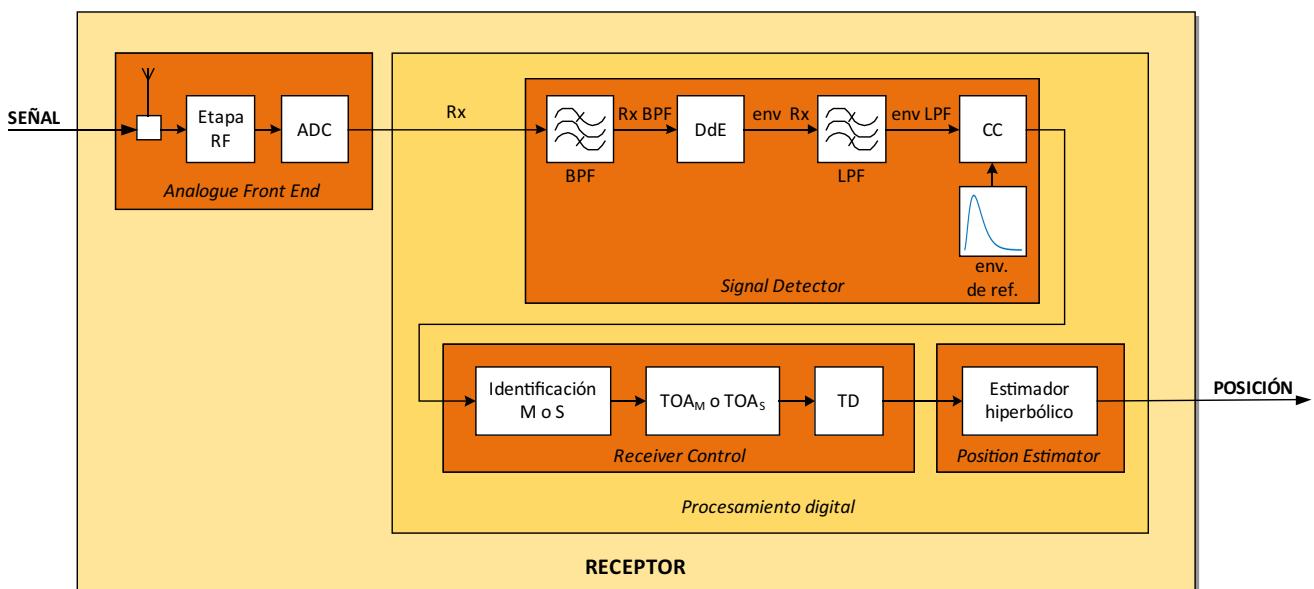 SEÑAL
Etapa
RF
ADC
Analogue Front End
Rx
BPF
Rx BPF
DdE
env Rx
LPF
env LPF
CC
env.
de ref.
Signal Detector
Identificación
M o S
TOA_M o TOA_S
TD
Receiver Control
Estimador
hiperbólico
Position Estimator
POSICIÓN
Procesamiento digital
RECEPTOR